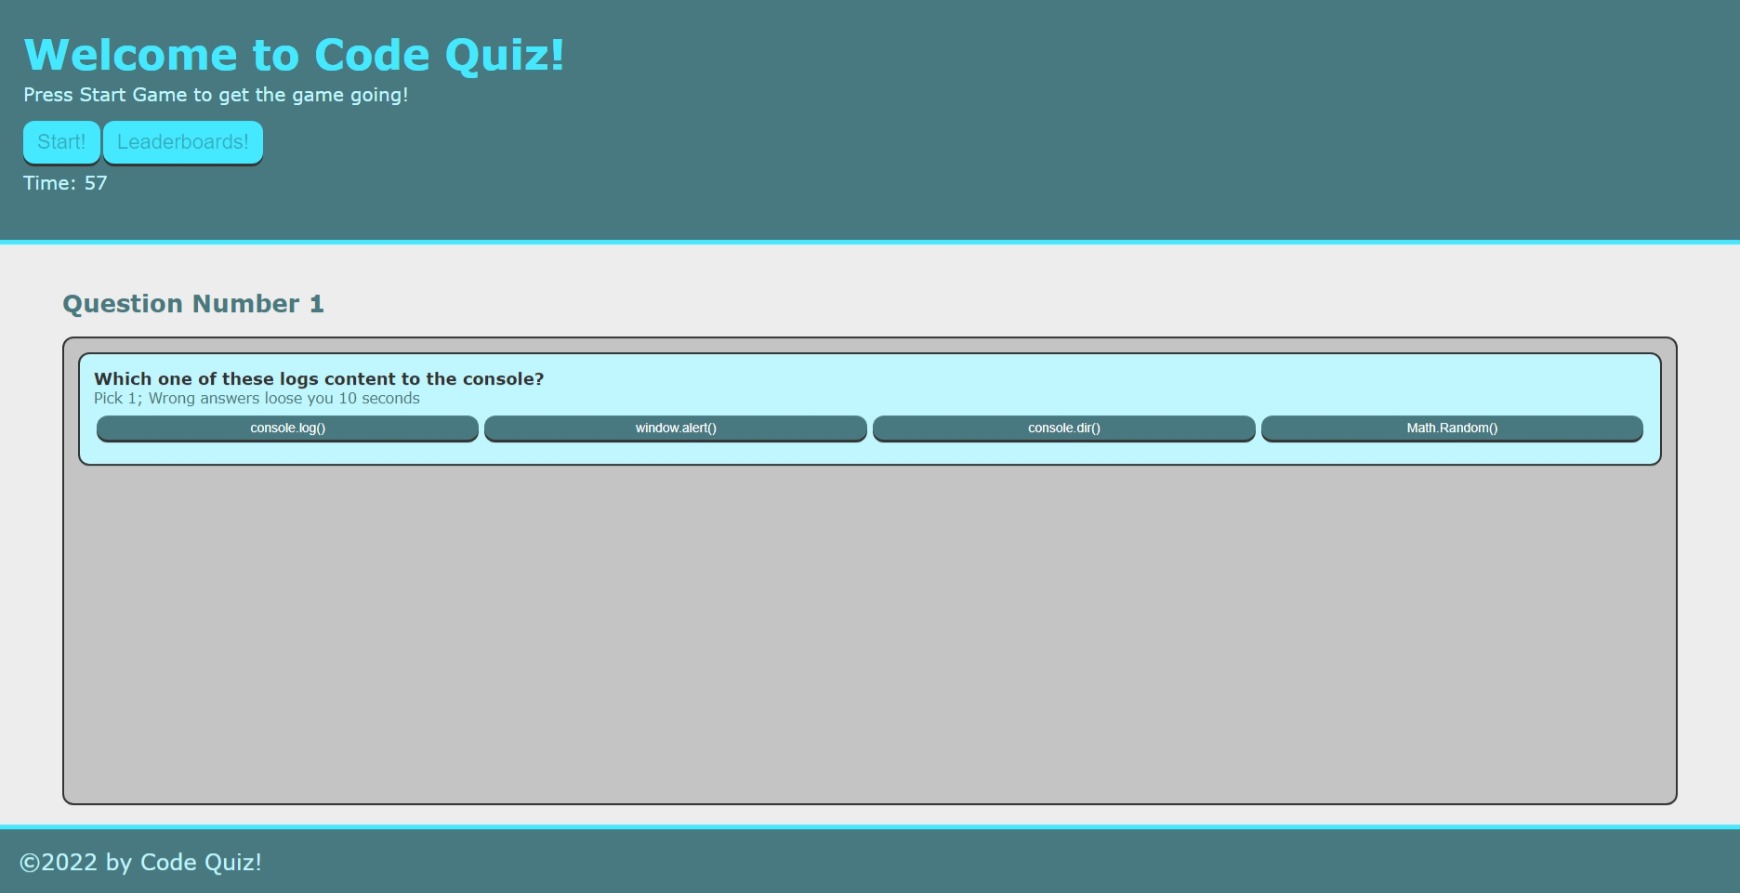 Welcome to Code Quiz!
Press Start Game to get the game going!
Start! Leaderboards!
Time: 57
Question Number 1
Which one of these logs content to the console?
Pick 1; Wrong answers loose you 10 seconds
console.log() window.alert() console.dir() Math.Random()
©2022 by Code Quiz!